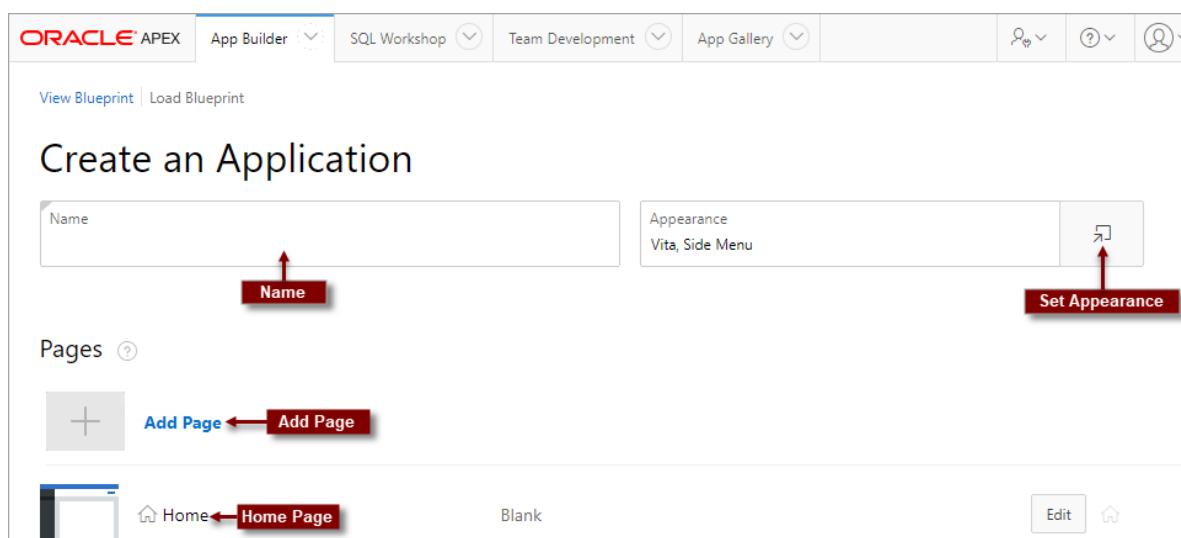 ORACLE APEX App Builder SQL Workshop Team Development App Gallery
View Blueprint Load Blueprint
Create an Application
Name Appearance
Vita, Side Menu
Name Set Appearance
Pages
Add Page Add Page
Home Home Page Blank Edit